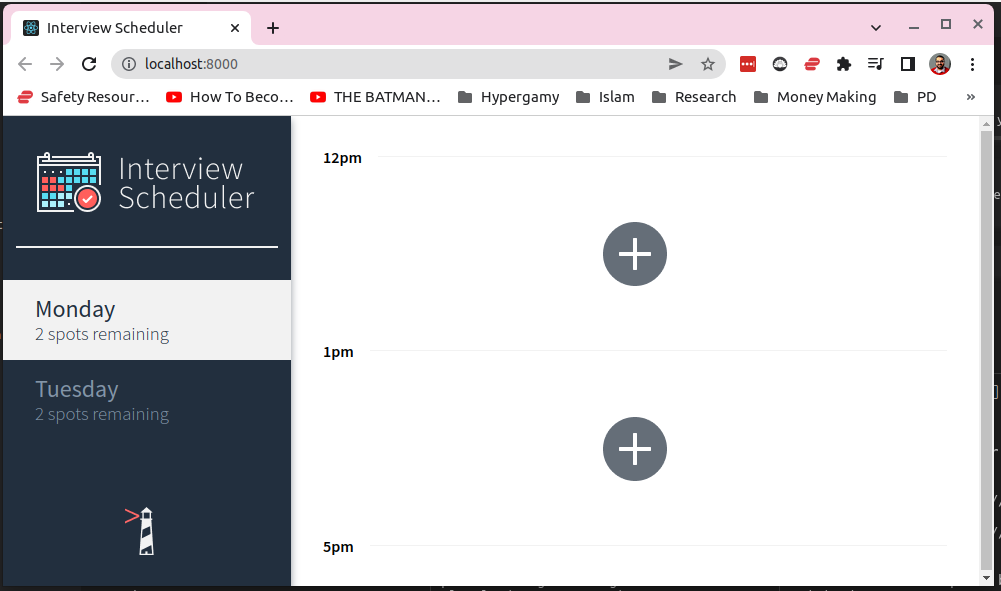 Interview Scheduler
localhost:8000
Safety Resour… How To Beco… THE BATMAN… Hypergamy Islam Research Money Making PD »
Interview
Scheduler
Monday
2 spots remaining
Tuesday
2 spots remaining
12pm
1pm
5pm